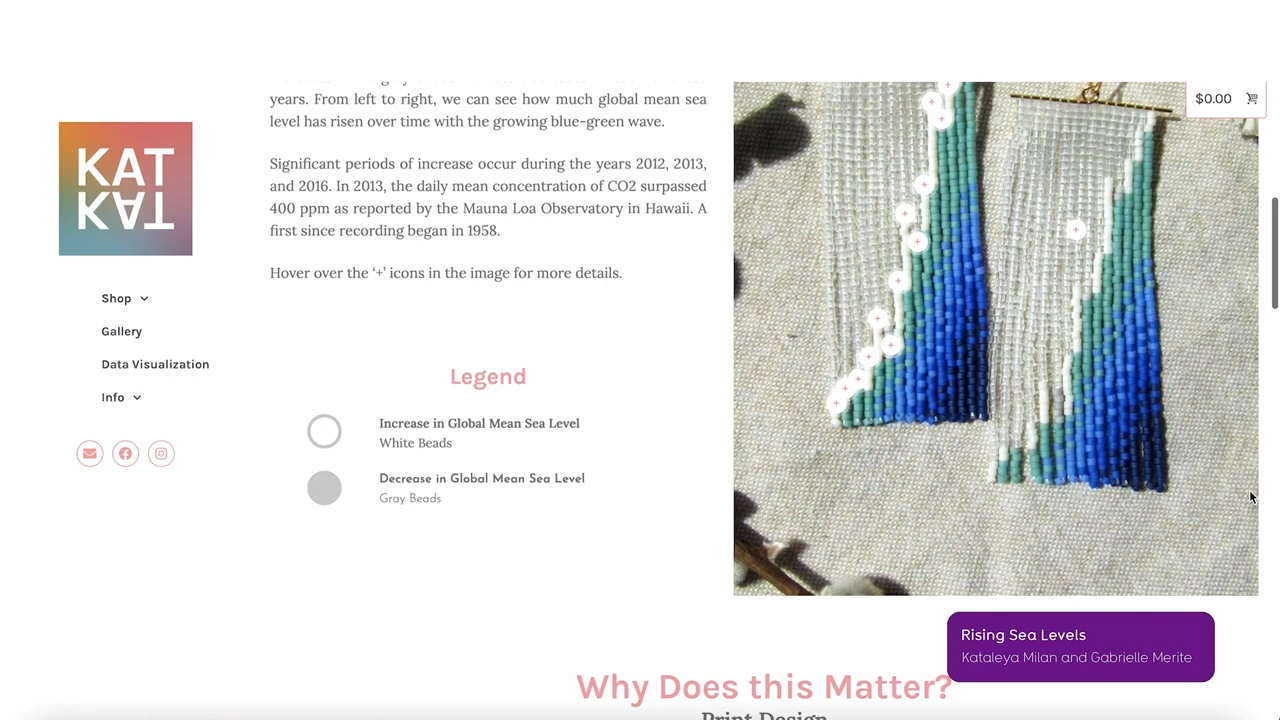 years. From left to right, we can see how much global mean sea
level has risen over time with the growing blue-green wave.
Significant periods of increase occur during the years 2012, 2013,
and 2016. In 2013, the daily mean concentration of CO2 surpassed
400 ppm as reported by the Mauna Loa Observatory in Hawaii. A
first since recording began in 1958.
Hover over the ‘+’ icons in the image for more details.
$0.00
KAT
KAT
Shop
Gallery
Data Visualization
Info
Legend
Increase in Global Mean Sea Level
White Beads
Decrease in Global Mean Sea Level
Gray Beads
Rising Sea Levels
Kataleya Milan and Gabrielle Merite
Why Does this Matter?
Print Design